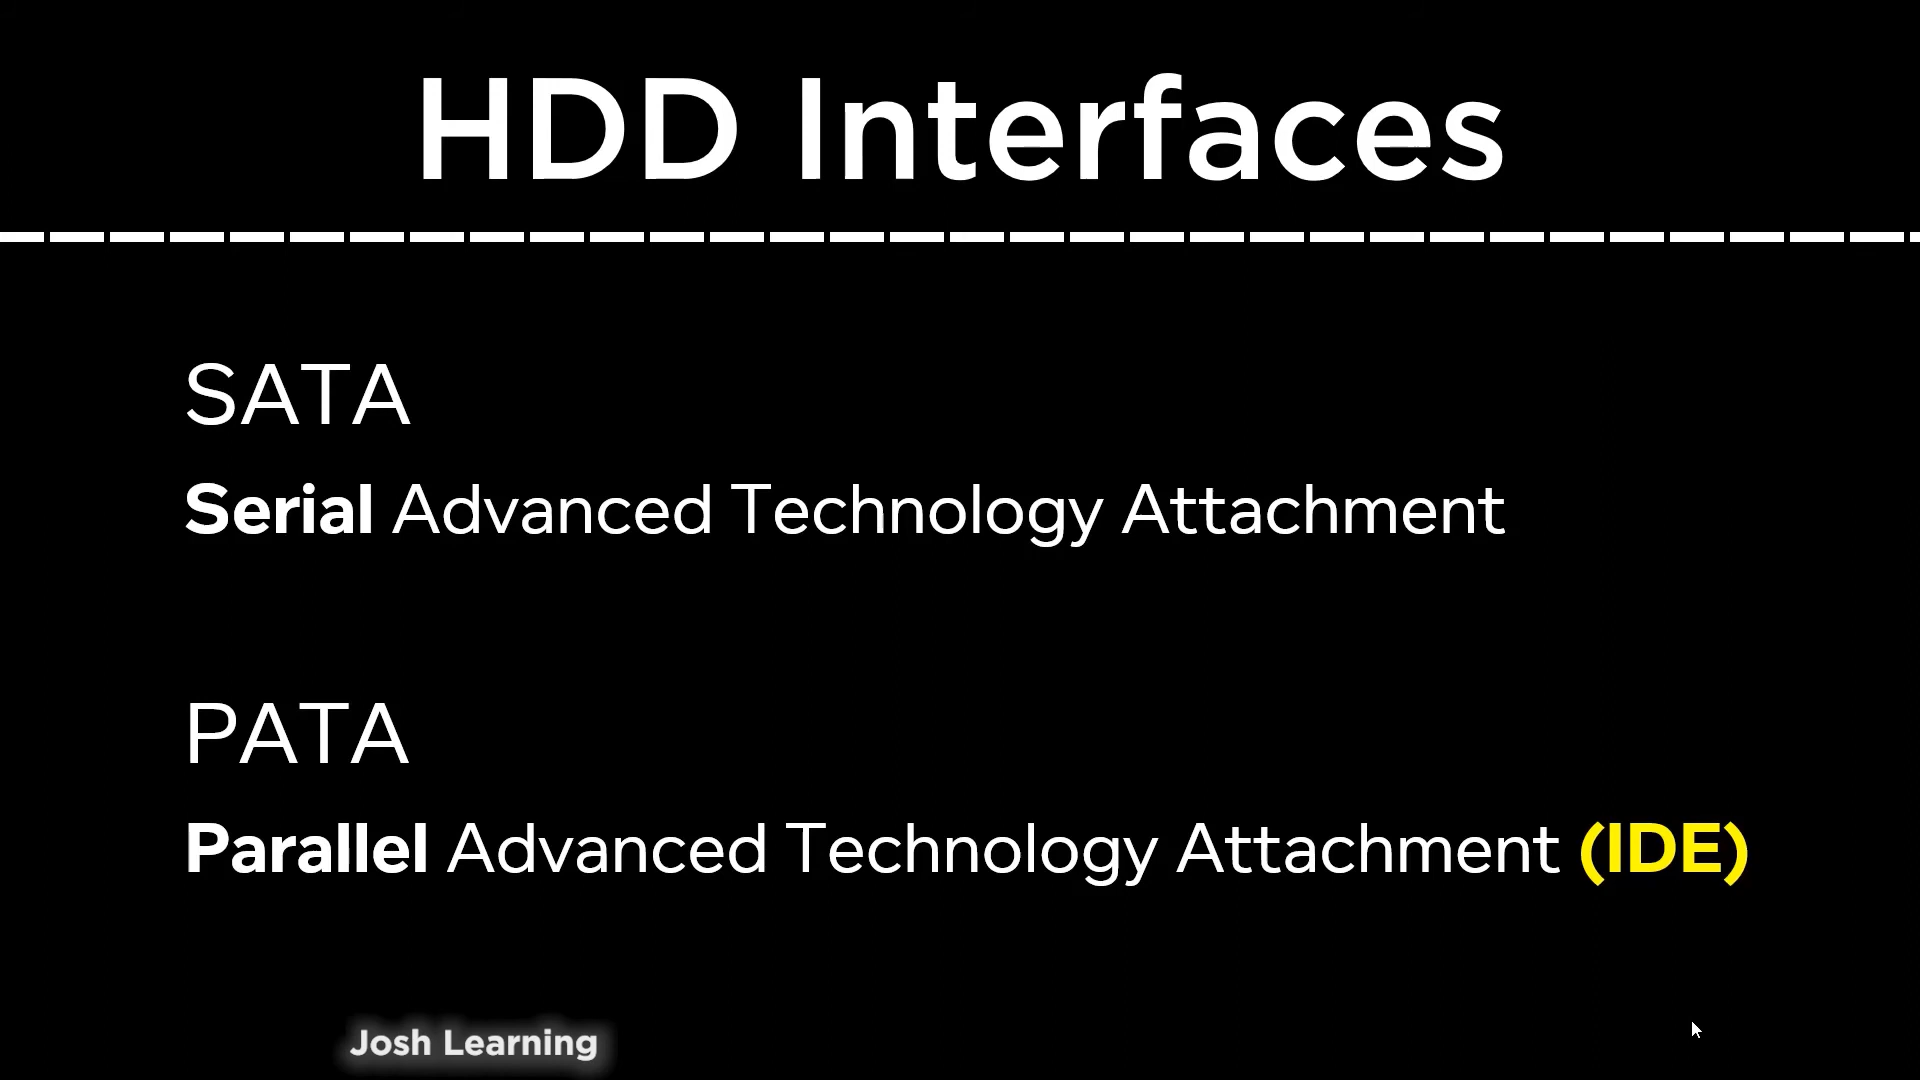 HDD Interfaces
SATA
Serial Advanced Technology Attachment
PATA
Parallel Advanced Technology Attachment (IDE)
Josh Learning